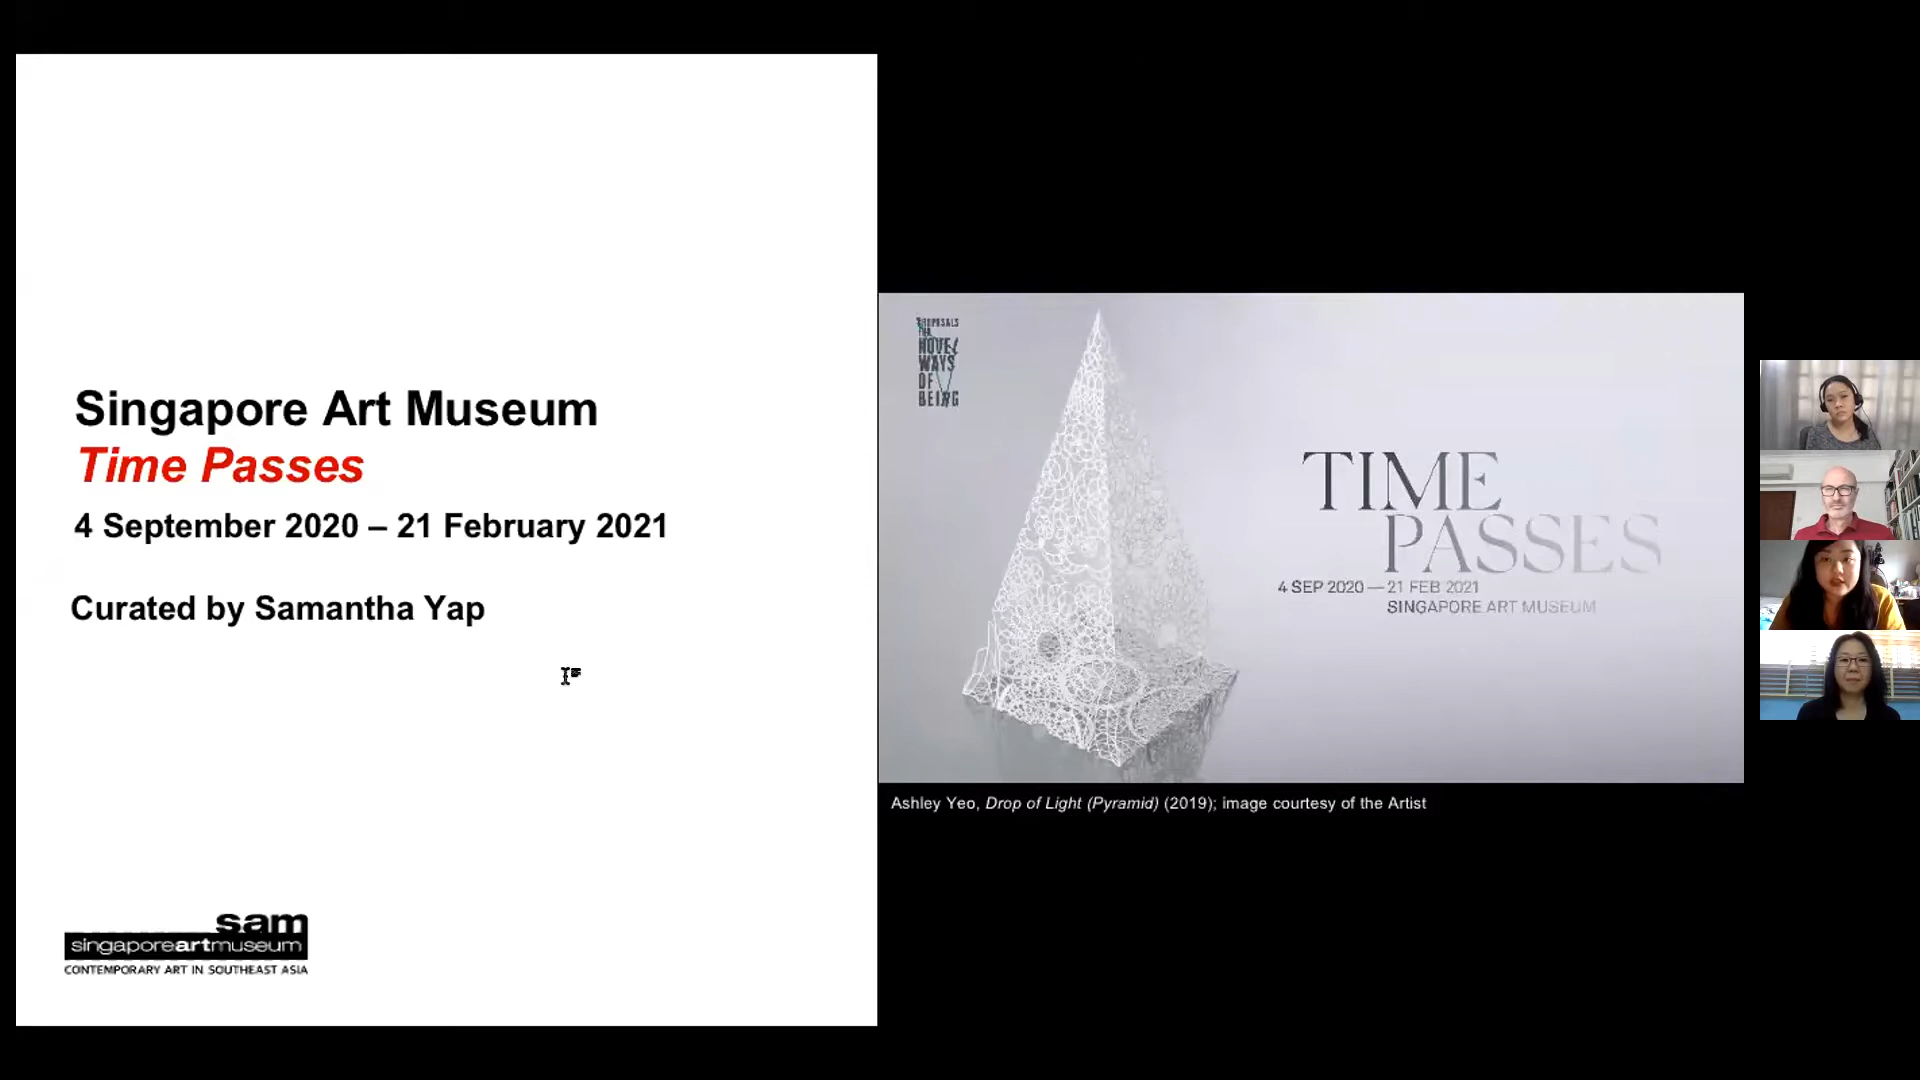 Singapore Art Museum
Time Passes
4 September 2020 – 21 February 2021
Curated by Samantha Yap
sam
singaporeartmuseum
CONTEMPORARY ART IN SOUTHEAST ASIA
PROPOSALS
FOR
NOVEL
WAYS
OF
BEING
TIME
PASSES
4 SEP 2020 — 21 FEB 2021
SINGAPORE ART MUSEUM
Ashley Yeo, Drop of Light (Pyramid) (2019); image courtesy of the Artist